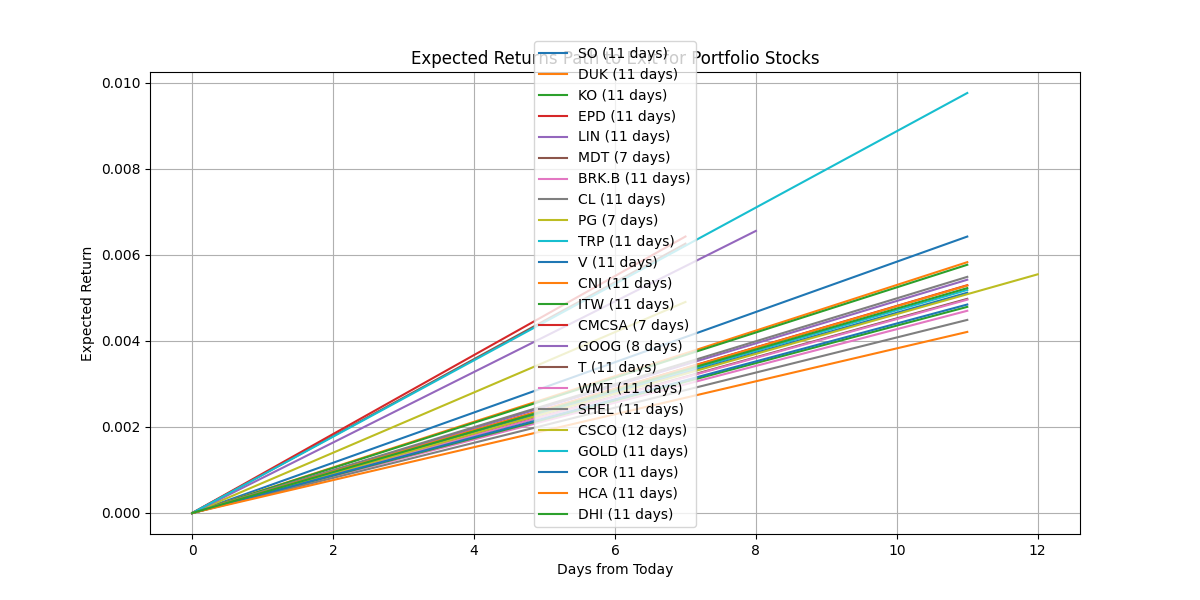 Expected Returns Path to Exit for Portfolio Stocks
SO (11 days)
DUK (11 days)
KO (11 days)
EPD (11 days)
LIN (11 days)
MDT (7 days)
BRK.B (11 days)
CL (11 days)
PG (7 days)
TRP (11 days)
V (11 days)
CNI (11 days)
ITW (11 days)
CMCSA (7 days)
GOOG (8 days)
T (11 days)
WMT (11 days)
SHEL (11 days)
CSCO (12 days)
GOLD (11 days)
COR (11 days)
HCA (11 days)
DHI (11 days)
0.010
0.008
0.006
0.004
0.002
0.000
Expected Return
0 2 4 6 8 10 12
Days from Today